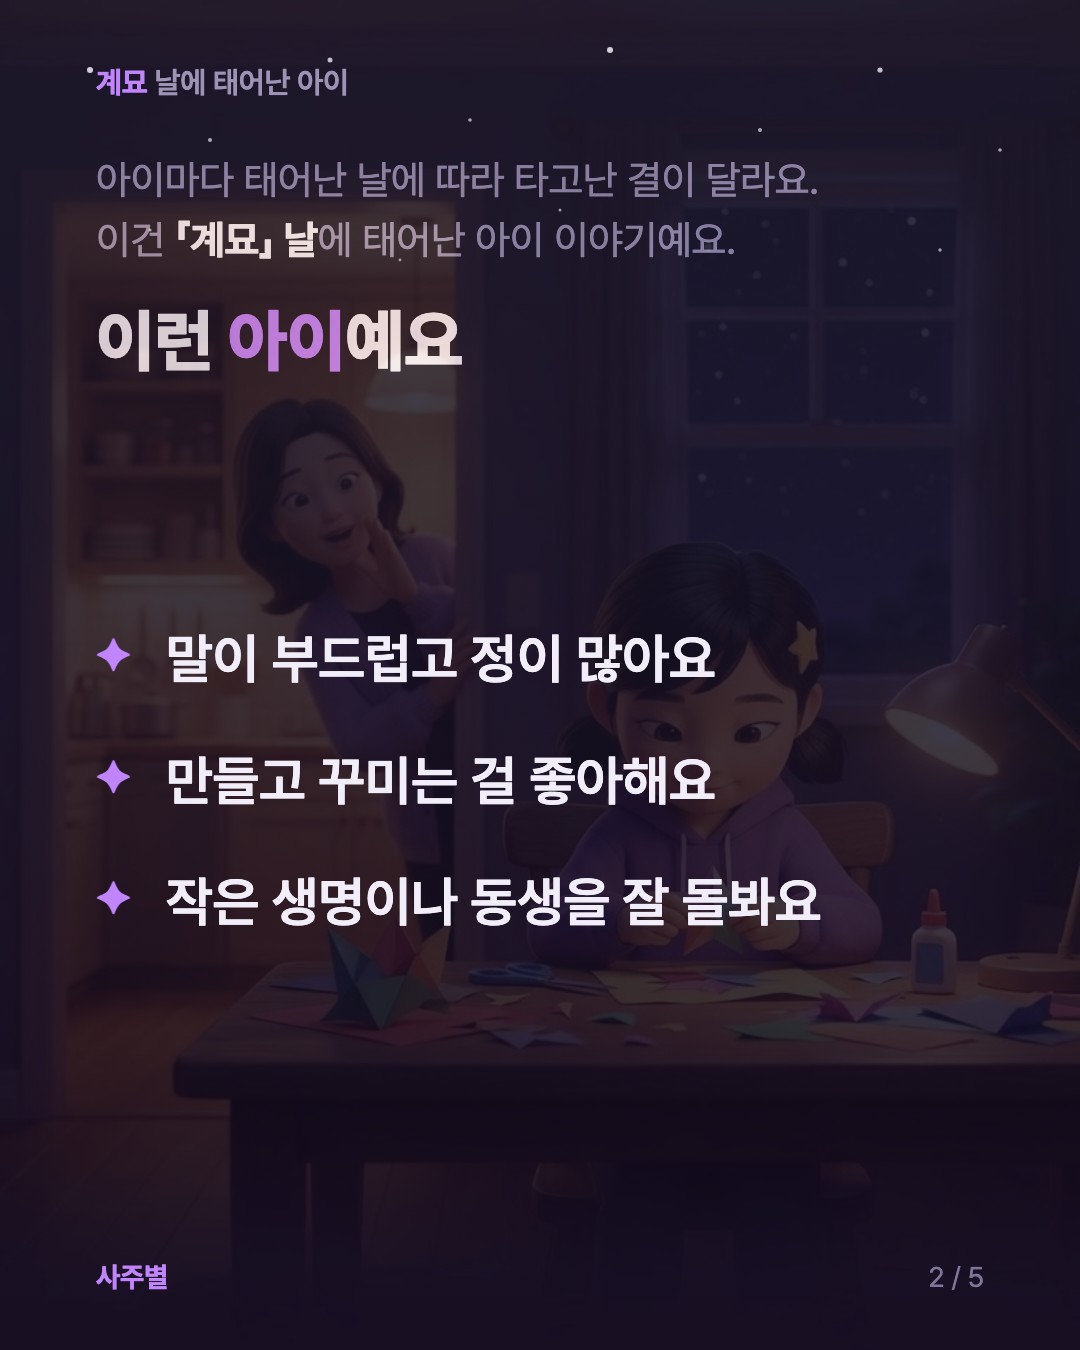 계묘 날에 태어난 아이
아이마다 태어난 날에 따라 타고난 결이 달라요.
이건 「계묘」 날에 태어난 아이 이야기예요.
이런 아이예요
말이 부드럽고 정이 많아요
만들고 꾸미는 걸 좋아해요
작은 생명이나 동생을 잘 돌봐요
사주별
2 / 5